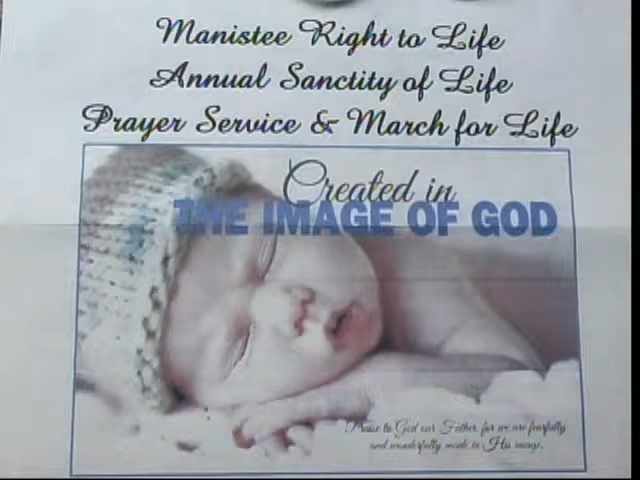 Manistee Right to Life
Annual Sanctity of Life
Prayer Service & March for Life
Created in
THE IMAGE OF GOD
Praise to God our Father, for we are fearfully
and wonderfully made in His image.